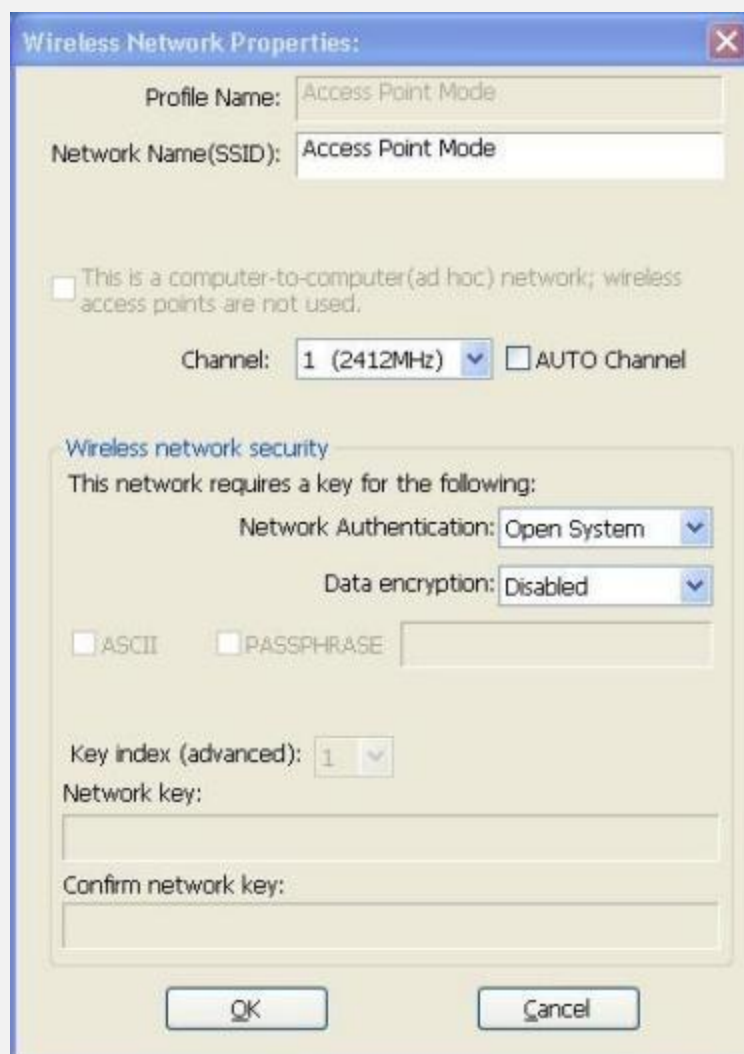 Wireless Network Properties:
Profile Name: Access Point Mode
Network Name(SSID): Access Point Mode
This is a computer-to-computer(ad hoc) network; wireless
access points are not used.
Channel: 1 (2412MHz) AUTO Channel
Wireless network security
This network requires a key for the following:
Network Authentication: Open System
Data encryption: Disabled
ASCII PASSPHRASE
Key index (advanced): 1
Network key:
Confirm network key:
OK Cancel